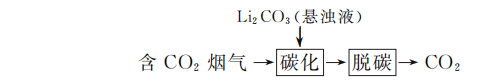 Li₂CO₃(悬浊液)
含 CO₂ 烟气 → 碳化 → 脱碳 → CO₂